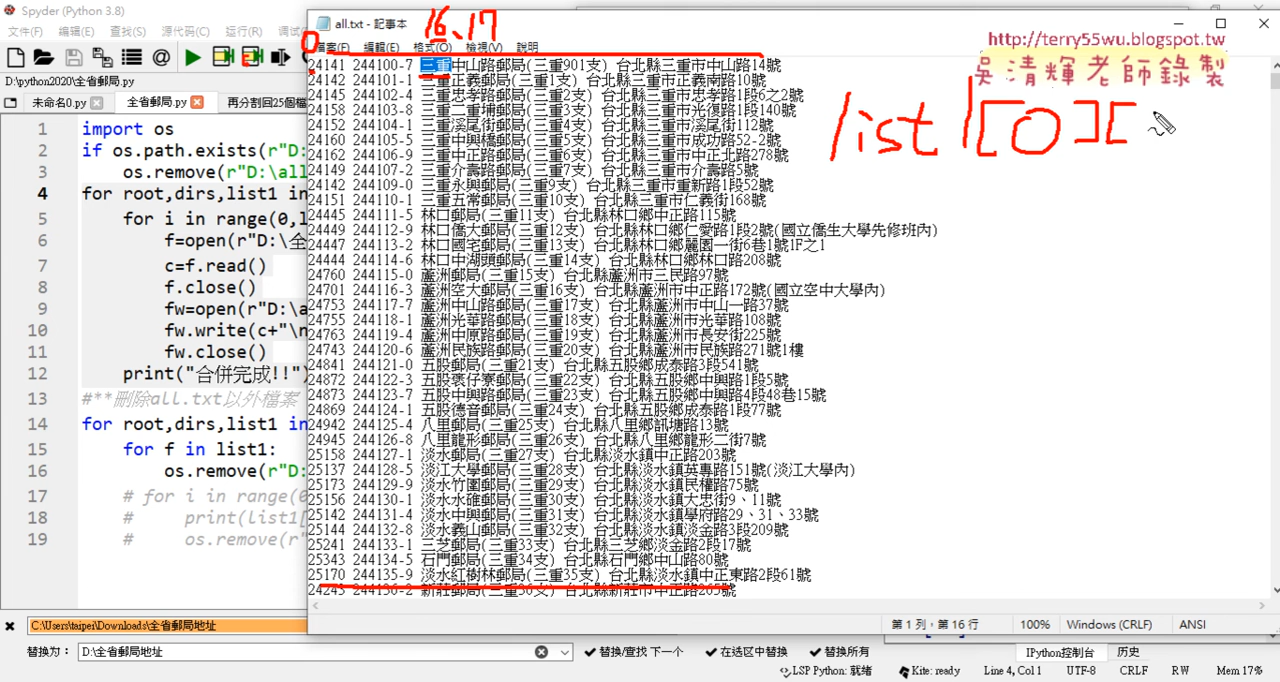 Spyder (Python 3.8)
文件(F) 编辑(E) 查找(S) 源代码(C) 运行(R) 调试
D:\python2020\全省郵局.py
未命名0.py 全省郵局.py 再分割回25個檔
1 import os
2 if os.path.exists(r"D:
3 os.remove(r"D:\all
4 for root,dirs,list1 in
5 for i in range(0,l
6 f=open(r"D:\全
7 c=f.read()
8 f.close()
9 fw=open(r"D:\a
10 fw.write(c+"\n
11 fw.close()
12 print("合併完成!!")
13 #**刪除all.txt以外檔案
14 for root,dirs,list1 in
15 for f in list1:
16 os.remove(r"D:
17 # for i in range(0
18 # print(list1[
19 # os.remove(r"
C:\Users\taipei\Downloads\全省郵局地址
替换为: D:\全省郵局地址 替换/查找 下一个 在选区中替换 替换所有
IPython控制台 历史
LSP Python: 就绪 Kite: ready Line 4, Col 1 UTF-8 CRLF RW Mem 17%
all.txt - 記事本
16、17
0
檔案(F) 編輯(E) 格式(O) 檢視(V) 說明
http://terry55wu.blogspot.tw
吳清輝老師錄製
list1[0][
24141 244100-7 三重中山路郵局(三重901支) 台北縣三重市中山路14號
24142 244101-1 三重正義郵局(三重1支) 台北縣三重市正義南路10號
24145 244102-4 三重忠孝路郵局(三重2支) 台北縣三重市忠孝路1段6之2號
24158 244103-8 三重二重埔郵局(三重3支) 台北縣三重市光復路1段140號
24152 244104-1 三重溪尾街郵局(三重4支) 台北縣三重市溪尾街112號
24160 244105-5 三重中興橋郵局(三重5支) 台北縣三重市成功路52-2號
24158 244106-9 三重中正路郵局(三重6支) 台北縣三重市中正北路278號
24149 244107-2 三重介壽路郵局(三重7支) 台北縣三重市介壽路5號
24142 244109-0 三重永興郵局(三重9支) 台北縣三重市重新路1段52號
24151 244110-1 三重五常郵局(三重10支) 台北縣三重市仁義街168號
24445 244111-5 林口郵局(三重11支) 台北縣林口鄉中正路115號
24449 244112-9 林口僑大郵局(三重12支) 台北縣林口鄉仁愛路1段2號(國立僑生大學先修班內)
24447 244113-2 林口國宅郵局(三重13支) 台北縣林口鄉麗園一街6巷1號1F之1
24444 244114-6 林口中湖頭郵局(三重14支) 台北縣林口鄉林口路208號
24760 244115-0 蘆洲郵局(三重15支) 台北縣蘆洲市三民路97號
24701 244116-3 蘆洲空大郵局(三重16支) 台北縣蘆洲市中正路172號(國立空中大學內)
24753 244117-7 蘆洲中山路郵局(三重17支) 台北縣蘆洲市中山一路37號
24755 244118-1 蘆洲光華路郵局(三重18支) 台北縣蘆洲市光華路108號
24763 244119-4 蘆洲中原路郵局(三重19支) 台北縣蘆洲市長安街225號
24743 244120-6 蘆洲民族路郵局(三重20支) 台北縣蘆洲市民族路271號1樓
24841 244121-0 五股郵局(三重21支) 台北縣五股鄉成泰路3段541號
24872 244122-3 五股褒仔寮郵局(三重22支) 台北縣五股鄉中興路1段5號
24873 244123-7 五股中興路郵局(三重23支) 台北縣五股鄉中興路4段48巷15號
24869 244124-1 五股德音郵局(三重24支) 台北縣五股鄉成泰路1段77號
24942 244125-4 八里郵局(三重25支) 台北縣八里鄉訊塘路13號
24945 244126-8 八里龍形郵局(三重26支) 台北縣八里鄉龍形二街7號
25158 244127-1 淡水郵局(三重27支) 台北縣淡水鎮中正路203號
25137 244128-5 淡江大學郵局(三重28支) 台北縣淡水鎮英專路151號(淡江大學內)
25173 244129-9 淡水竹圍郵局(三重29支) 台北縣淡水鎮民權路75號
25156 244130-1 淡水水碓郵局(三重30支) 台北縣淡水鎮大忠街9、11號
25142 244131-4 淡水中興郵局(三重31支) 台北縣淡水鎮學府路29、31、33號
25144 244132-8 淡水義山郵局(三重32支) 台北縣淡水鎮淡金路3段209號
25241 244133-1 三芝郵局(三重33支) 台北縣三芝鄉淡金路2段17號
25343 244134-5 石門郵局(三重34支) 台北縣石門鄉中山路80號
25170 244135-9 淡水紅樹林郵局(三重35支) 台北縣淡水鎮中正東路2段61號
24243 244136-2 新莊郵局(三重36支) 台北縣新莊市中正路265號
第 1 列，第 16 行 100% Windows (CRLF) ANSI